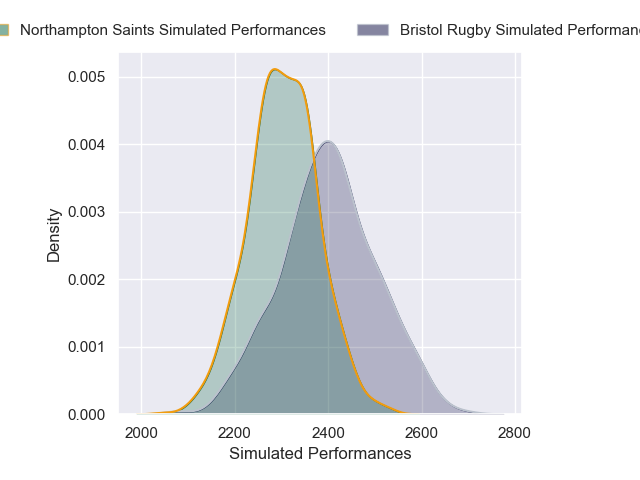 Northampton Saints Simulated Performances
Bristol Rugby Simulated
0.005
0.004
0.003
0.002
0.001
0.000
Density
2000 2200 2400 2600 2800
Simulated Performances